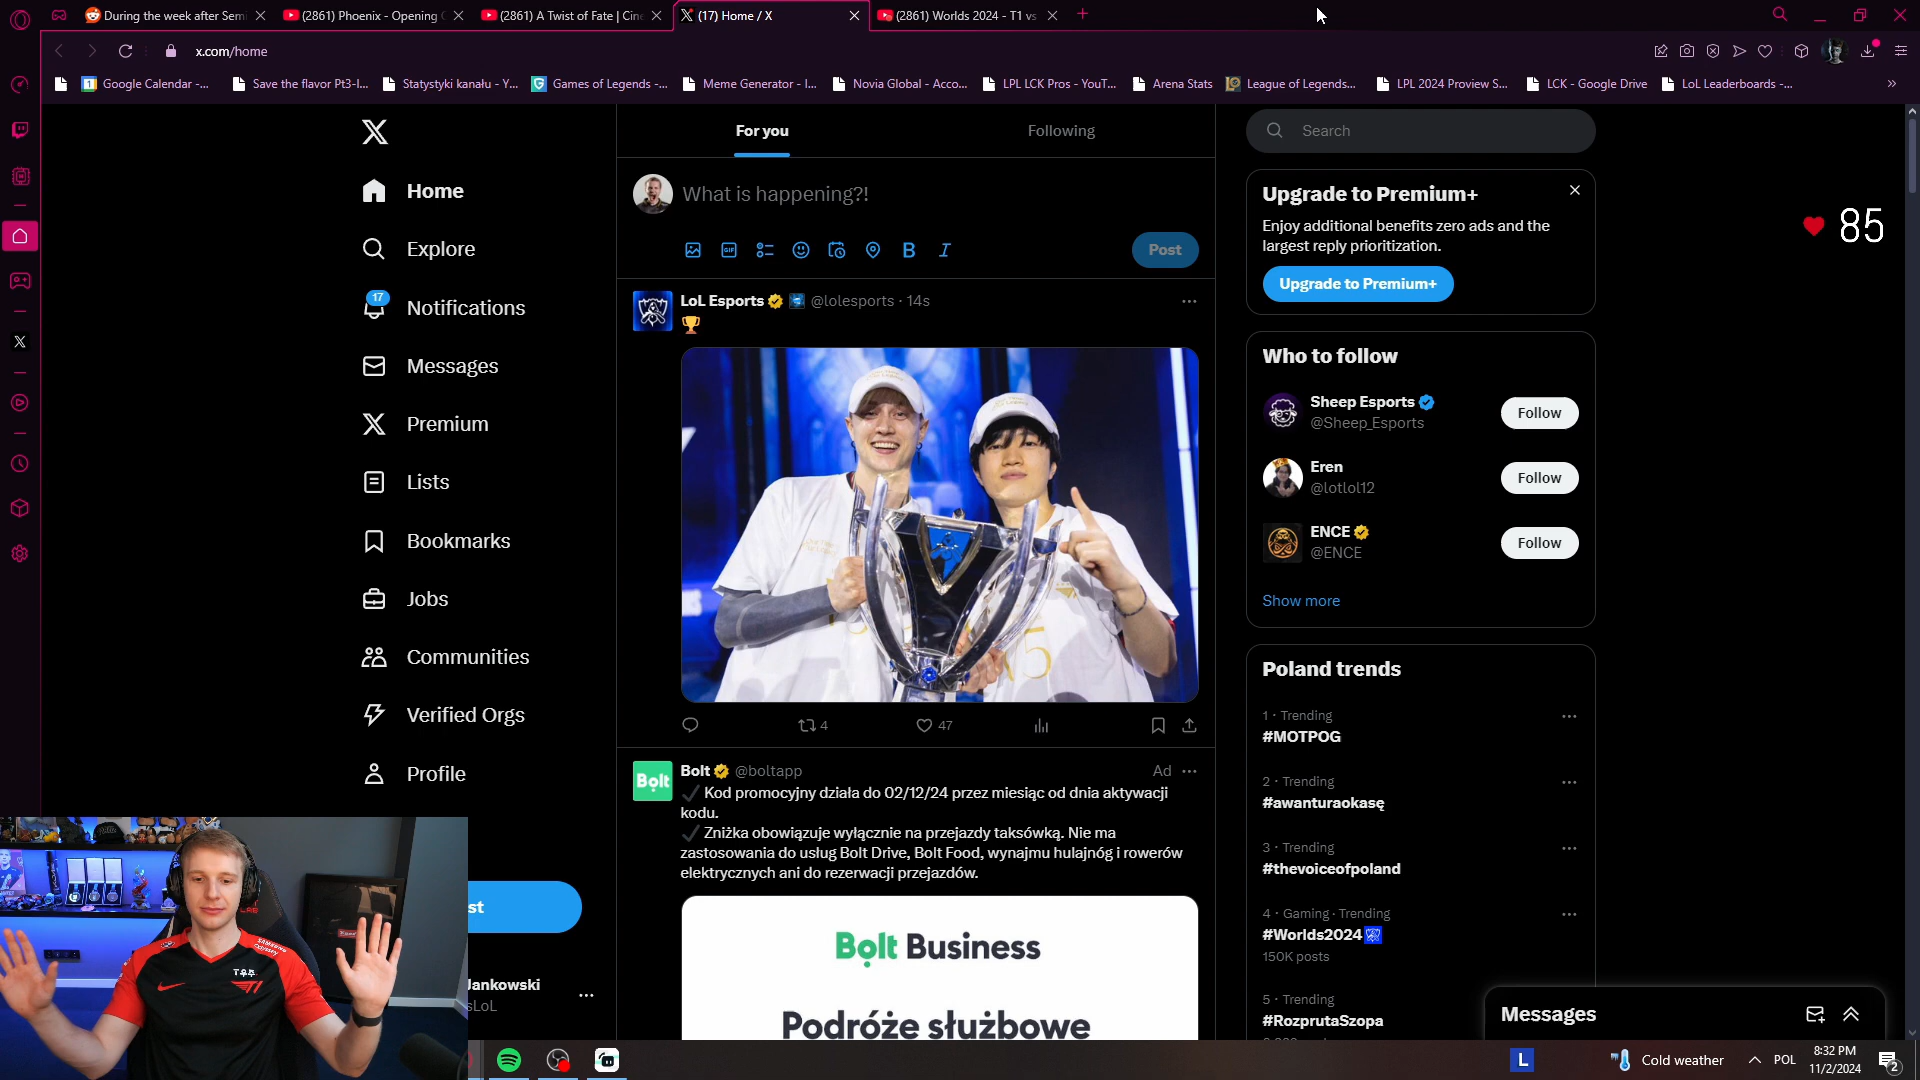 During the week after Semi
(2861) Phoenix - Opening C
(2861) A Twist of Fate | Cine
(17) Home / X
(2861) Worlds 2024 - T1 vs
x.com/home
Google Calendar -...
Save the flavor Pt3-I...
Statystyki kanału - Y...
Games of Legends -...
Meme Generator - I...
Novia Global - Acco...
LPL LCK Pros - YouT...
Arena Stats
League of Legends...
LPL 2024 Proview S...
LCK - Google Drive
LoL Leaderboards -...
Home
Explore
17
Notifications
Messages
Premium
Lists
Bookmarks
Jobs
Communities
Verified Orgs
Profile
st
Jankowski
sLoL
For you
Following
What is happening?!
Post
LoL Esports @lolesports · 14s
4
47
Bolt @boltapp
Ad
Kod promocyjny działa do 02/12/24 przez miesiąc od dnia aktywacji
kodu.
Zniżka obowiązuje wyłącznie na przejazdy taksówką. Nie ma
zastosowania do usług Bolt Drive, Bolt Food, wynajmu hulajnóg i rowerów
elektrycznych ani do rezerwacji przejazdów.
Bolt
Bolt Business
Podróże służbowe
Search
Upgrade to Premium+
Enjoy additional benefits zero ads and the
largest reply prioritization.
Upgrade to Premium+
85
Who to follow
Sheep Esports
@Sheep_Esports
Follow
Eren
@lotlol12
Follow
ENCE
@ENCE
Follow
Show more
Poland trends
1 · Trending
#MOTPOG
2 · Trending
#awanturaokasę
3 · Trending
#thevoiceofpoland
4 · Gaming · Trending
#Worlds2024
150K posts
5 · Trending
#RozprutaSzopa
Messages
L
Cold weather
POL
8:32 PM
11/2/2024
2